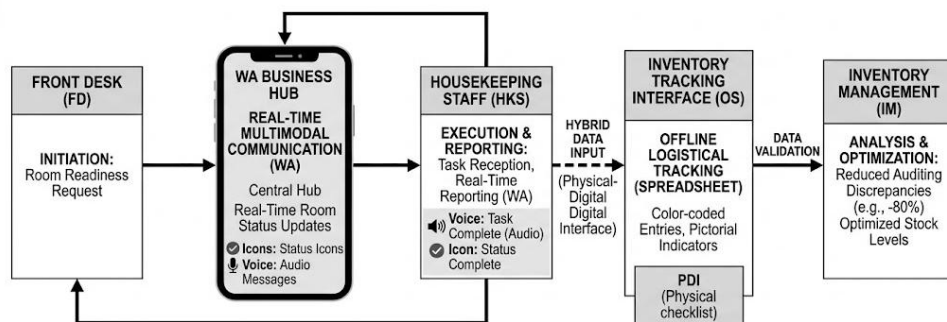 FRONT DESK
(FD)
INITIATION:
Room Readiness
Request
WA BUSINESS
HUB
REAL-TIME
MULTIMODAL
COMMUNICATION
(WA)
Central Hub
Real-Time Room
Status Updates
Icons: Status Icons
Voice: Audio
Messages
HOUSEKEEPING
STAFF (HKS)
EXECUTION &
REPORTING:
Task Reception,
Real-Time
Reporting (WA)
Voice: Task
Complete (Audio)
Icon: Status
Complete
HYBRID
DATA
INPUT
(Physical-
Digital
Digital
Interface)
INVENTORY
TRACKING
INTERFACE (OS)
OFFLINE
LOGISTICAL
TRACKING
(SPREADSHEET)
Color-coded
Entries, Pictorial
Indicators
PDI
(Physical
checklist)
DATA
VALIDATION
INVENTORY
MANAGEMENT
(IM)
ANALYSIS &
OPTIMIZATION:
Reduced Auditing
Discrepancies
(e.g., -80%)
Optimized Stock
Levels